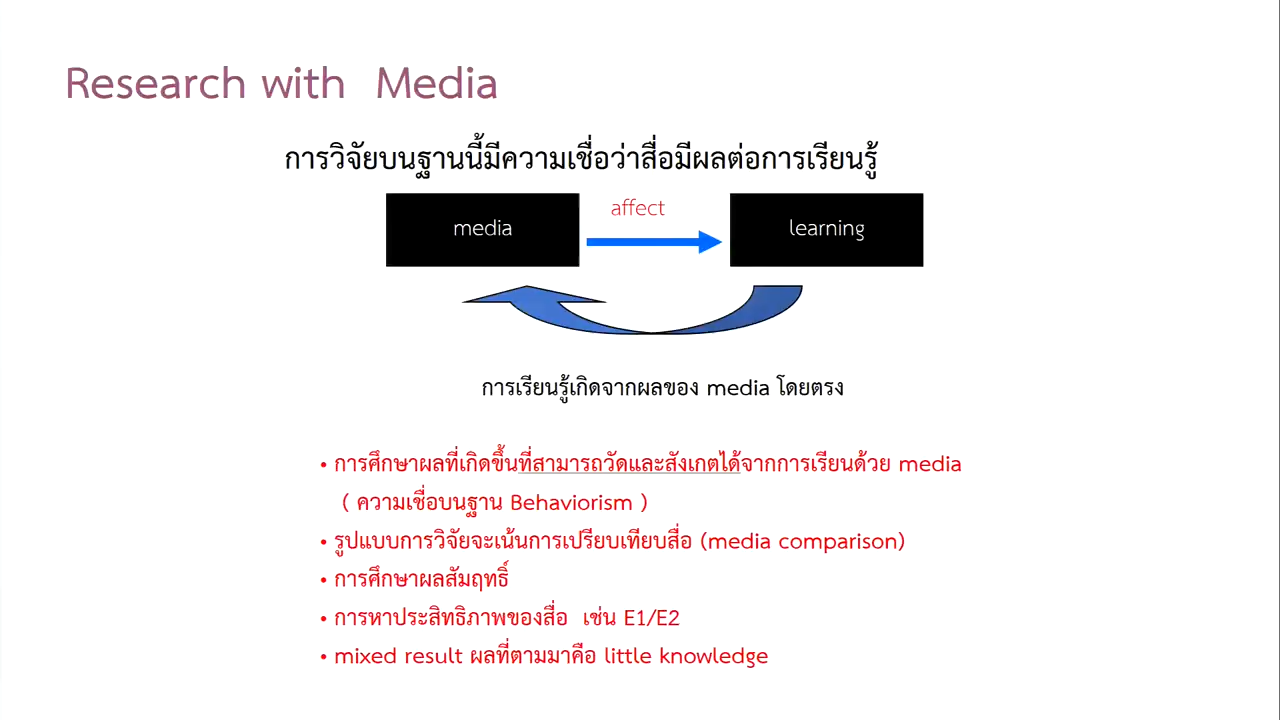 Research with Media
การวิจัยบนฐานนี้มีความเชื่อว่าสื่อมีผลต่อการเรียนรู้
media
affect
learning
การเรียนรู้เกิดจากผลของ media โดยตรง
• การศึกษาผลที่เกิดขึ้นที่สามารถวัดและสังเกตได้จากการเรียนด้วย media
( ความเชื่อบนฐาน Behaviorism )
• รูปแบบการวิจัยจะเน้นการเปรียบเทียบสื่อ (media comparison)
• การศึกษาผลสัมฤทธิ์
• การหาประสิทธิภาพของสื่อ เช่น E1/E2
• mixed result ผลที่ตามมาคือ little knowledge